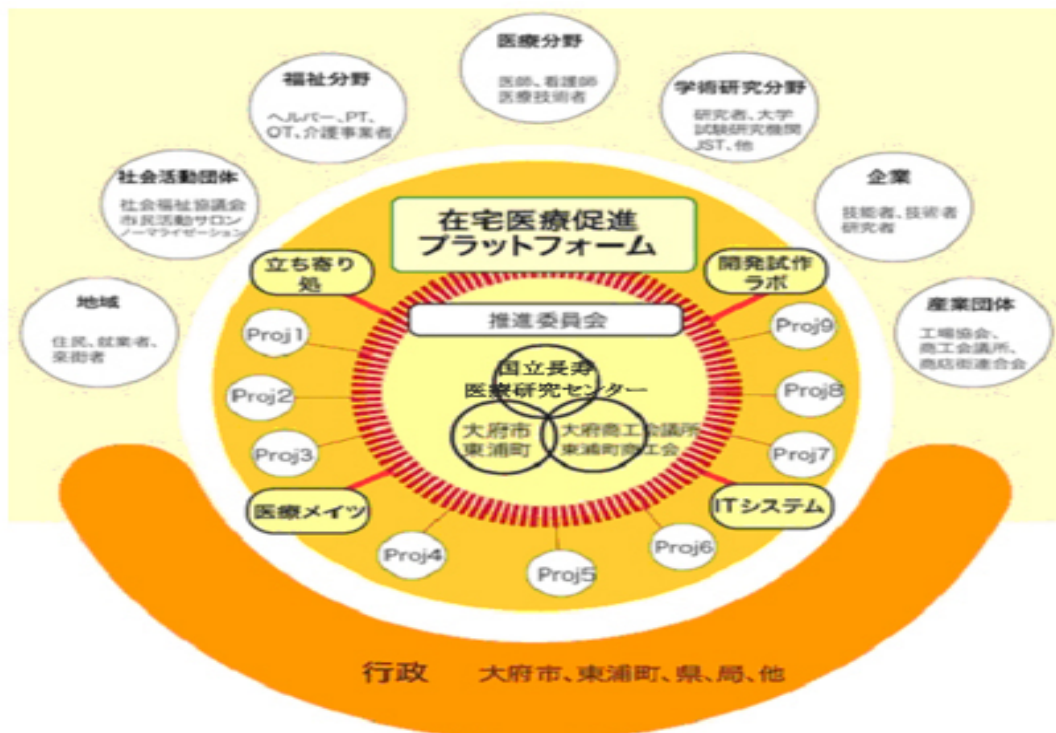 医療分野
医師、看護師
医療技術者
福祉分野
ヘルパー、PT、
OT、介護事業者
学術研究分野
研究者、大学
試験研究機関
JST、他
社会活動団体
社会福祉協議会
市民活動サロン
ノーマライゼーション
企業
技能者、技術者
研究者
地域
住民、就業者、
来街者
産業団体
工場協会、
商工会議所、
商店街連合会
在宅医療促進
プラットフォーム
立ち寄り
処
開発試作
ラボ
推進委員会
Proj1
Proj9
国立長寿
医療研究センター
Proj2
Proj8
大府市
東浦町
大府商工会議所
東浦町商工会
Proj3
Proj7
医療メイツ
ITシステム
Proj4
Proj5
Proj6
行政 大府市、東浦町、県、局、他